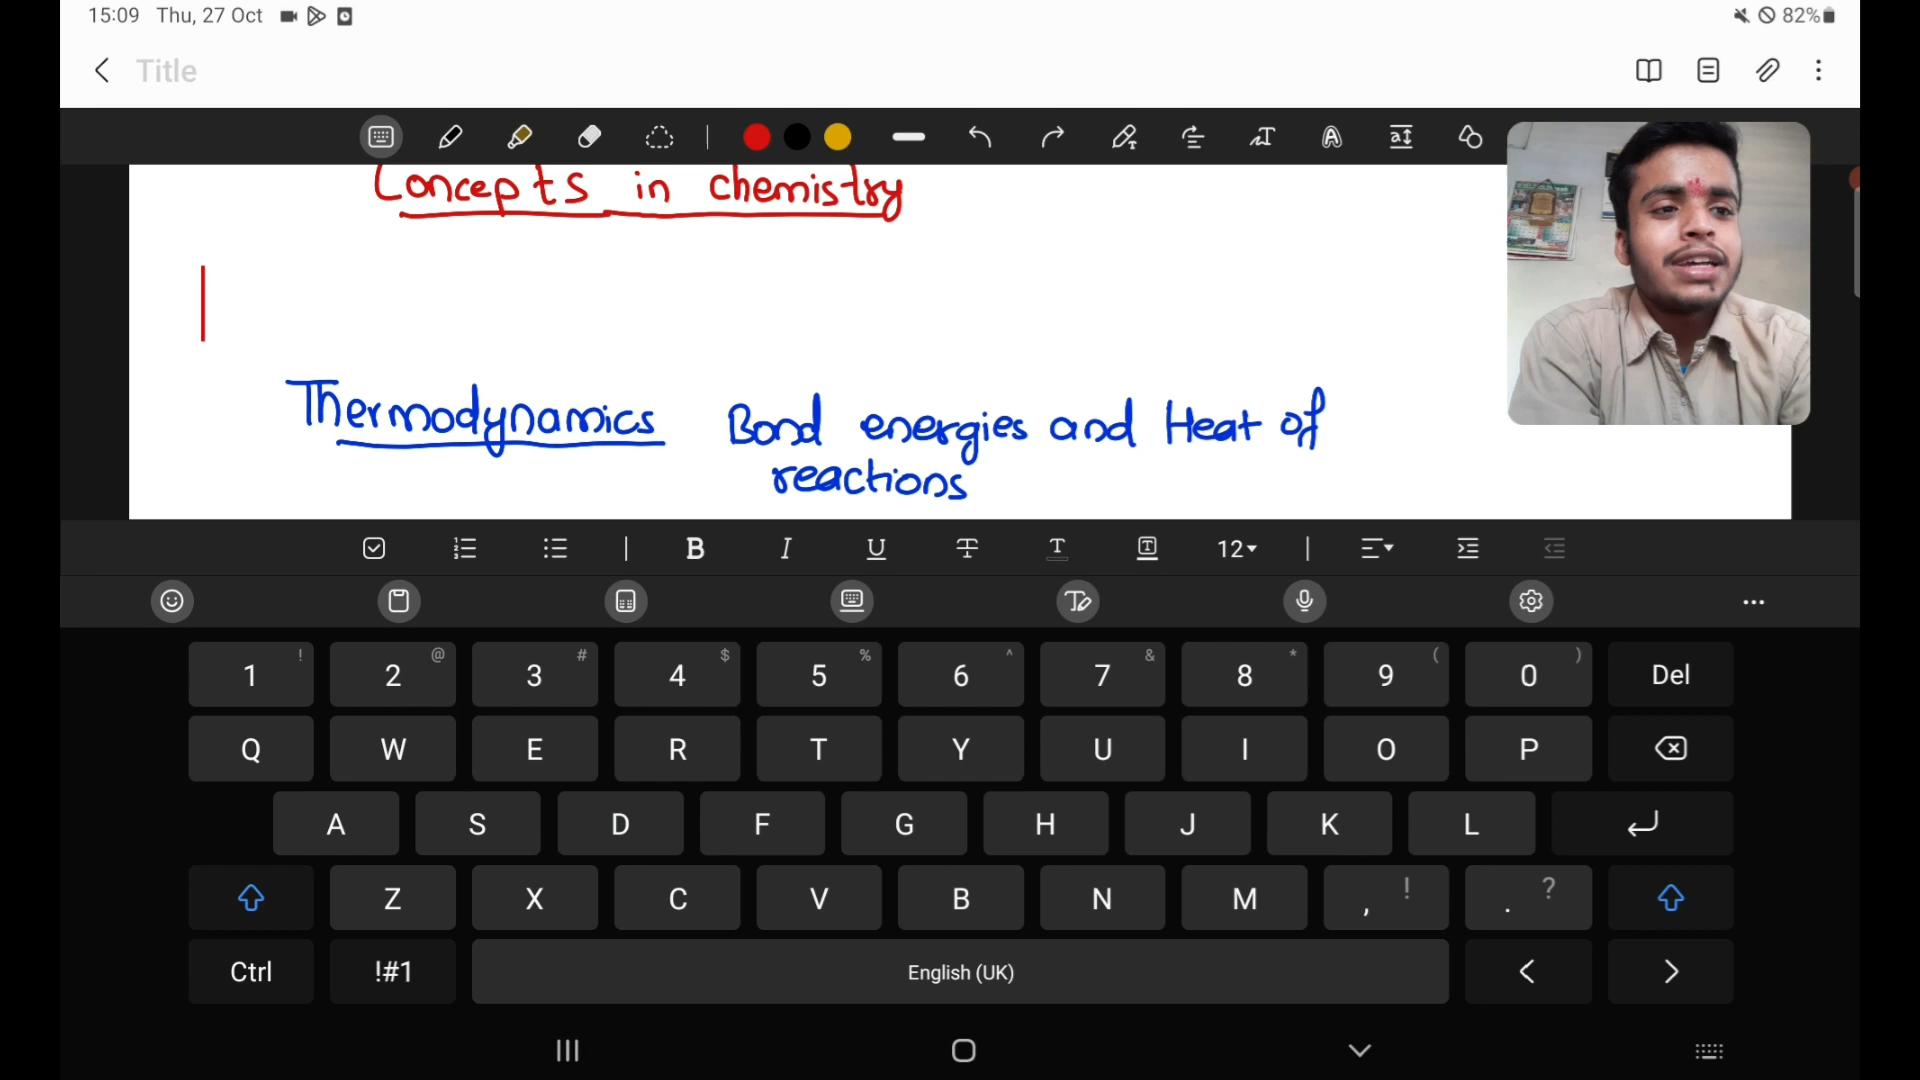 15:09 Thu, 27 Oct 82%
Title
Concepts in chemistry
Thermodynamics Bond energies and Heat of
reactions
B I U T T T 12
1 ! 2 @ 3 # 4 $ 5 % 6 ^ 7 & 8 * 9 ( 0 ) Del
Q W E R T Y U I O P
A S D F G H J K L
Z X C V B N M , ! . ?
Ctrl !#1 English (UK) < >